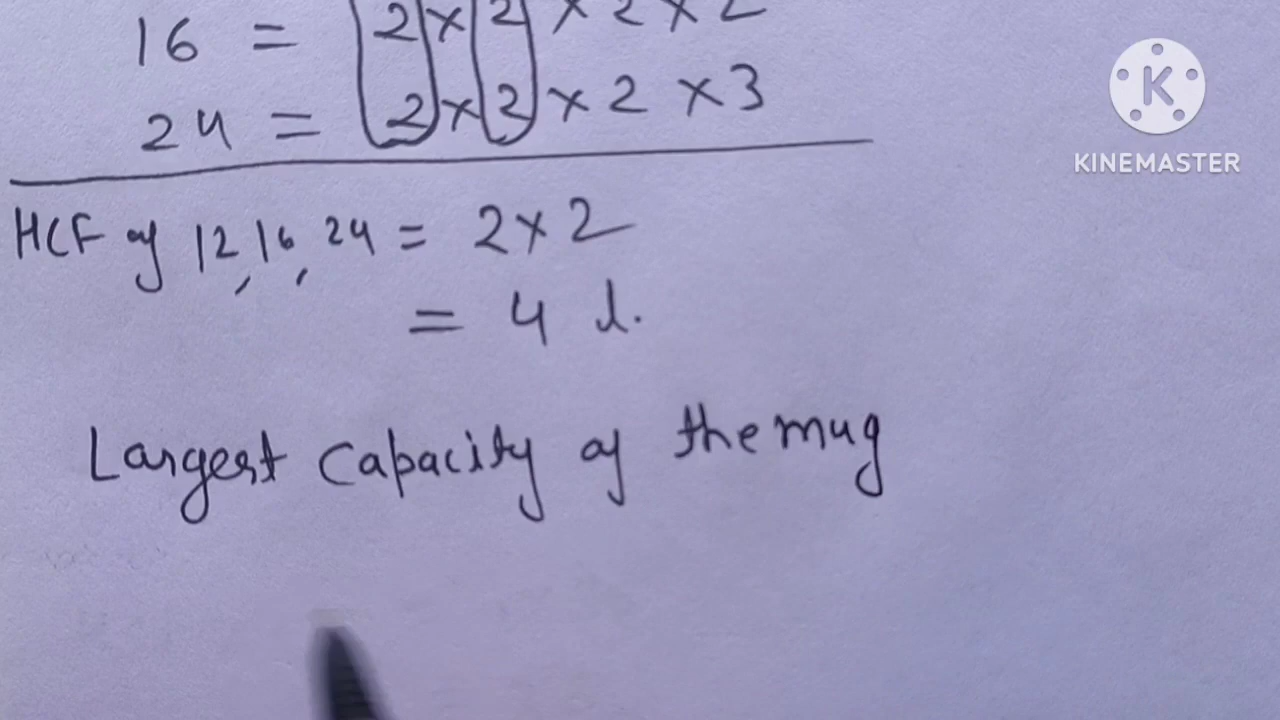 16 = 2 × 2 × 2 × 2
24 = 2 × 2 × 2 × 3
HCF of 12, 16, 24 = 2 × 2
= 4 l.
Largest capacity of the mug
K
KINEMASTER